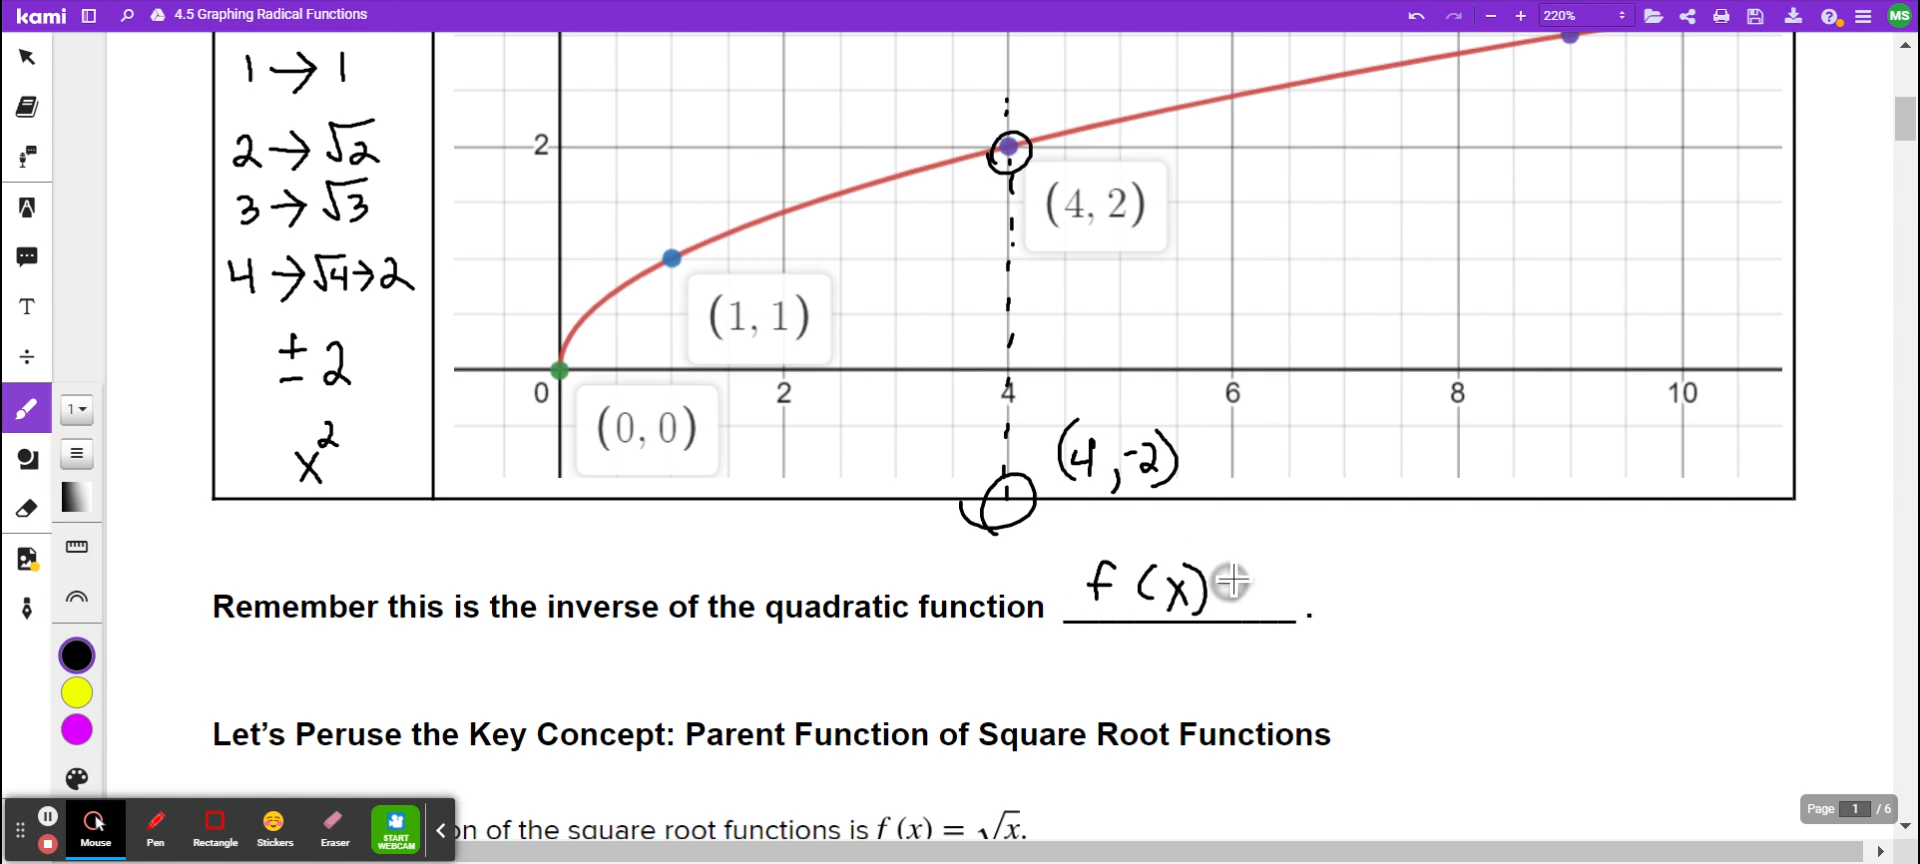 kami
4.5 Graphing Radical Functions
220%
MS
1 → 1
2 → √2
3 → √3
4 → √4 → 2
± 2
x²
2
(4, 2)
(1, 1)
0 2 4 6 8 10
(0, 0)
(4, -2)
f(x)
Remember this is the inverse of the quadratic function ____________ .
Let's Peruse the Key Concept: Parent Function of Square Root Functions
on of the square root functions is f (x) = √x.
T
1
Page 1 / 6
Mouse
Pen
Rectangle
Stickers
Eraser
START
WEBCAM